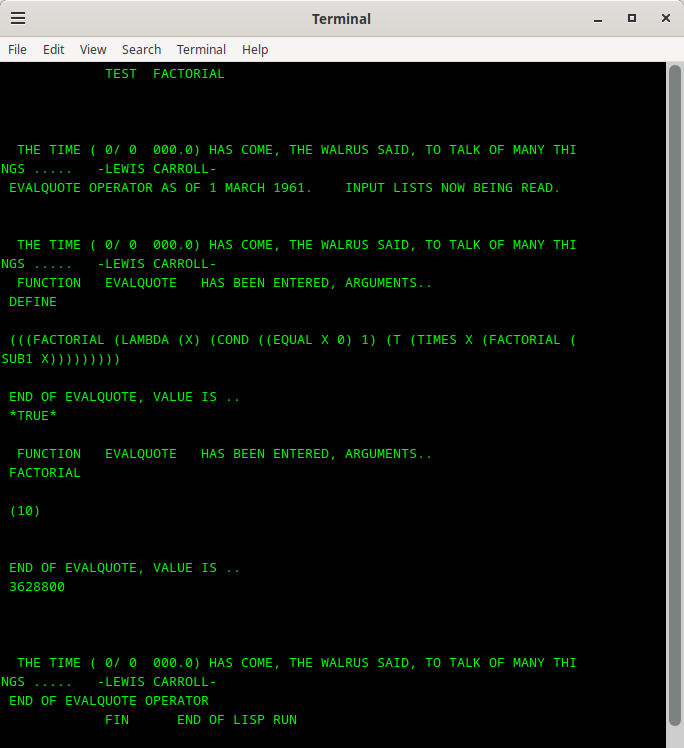 Terminal
File Edit View Search Terminal Help
TEST FACTORIAL
THE TIME ( 0/ 0 000.0) HAS COME, THE WALRUS SAID, TO TALK OF MANY THI
NGS ..... -LEWIS CARROLL-
EVALQUOTE OPERATOR AS OF 1 MARCH 1961. INPUT LISTS NOW BEING READ.
THE TIME ( 0/ 0 000.0) HAS COME, THE WALRUS SAID, TO TALK OF MANY THI
NGS ..... -LEWIS CARROLL-
FUNCTION EVALQUOTE HAS BEEN ENTERED, ARGUMENTS..
DEFINE
(((FACTORIAL (LAMBDA (X) (COND ((EQUAL X 0) 1) (T (TIMES X (FACTORIAL (
SUB1 X)))))))))
END OF EVALQUOTE, VALUE IS ..
*TRUE*
FUNCTION EVALQUOTE HAS BEEN ENTERED, ARGUMENTS..
FACTORIAL
(10)
END OF EVALQUOTE, VALUE IS ..
3628800
THE TIME ( 0/ 0 000.0) HAS COME, THE WALRUS SAID, TO TALK OF MANY THI
NGS ..... -LEWIS CARROLL-
END OF EVALQUOTE OPERATOR
FIN END OF LISP RUN